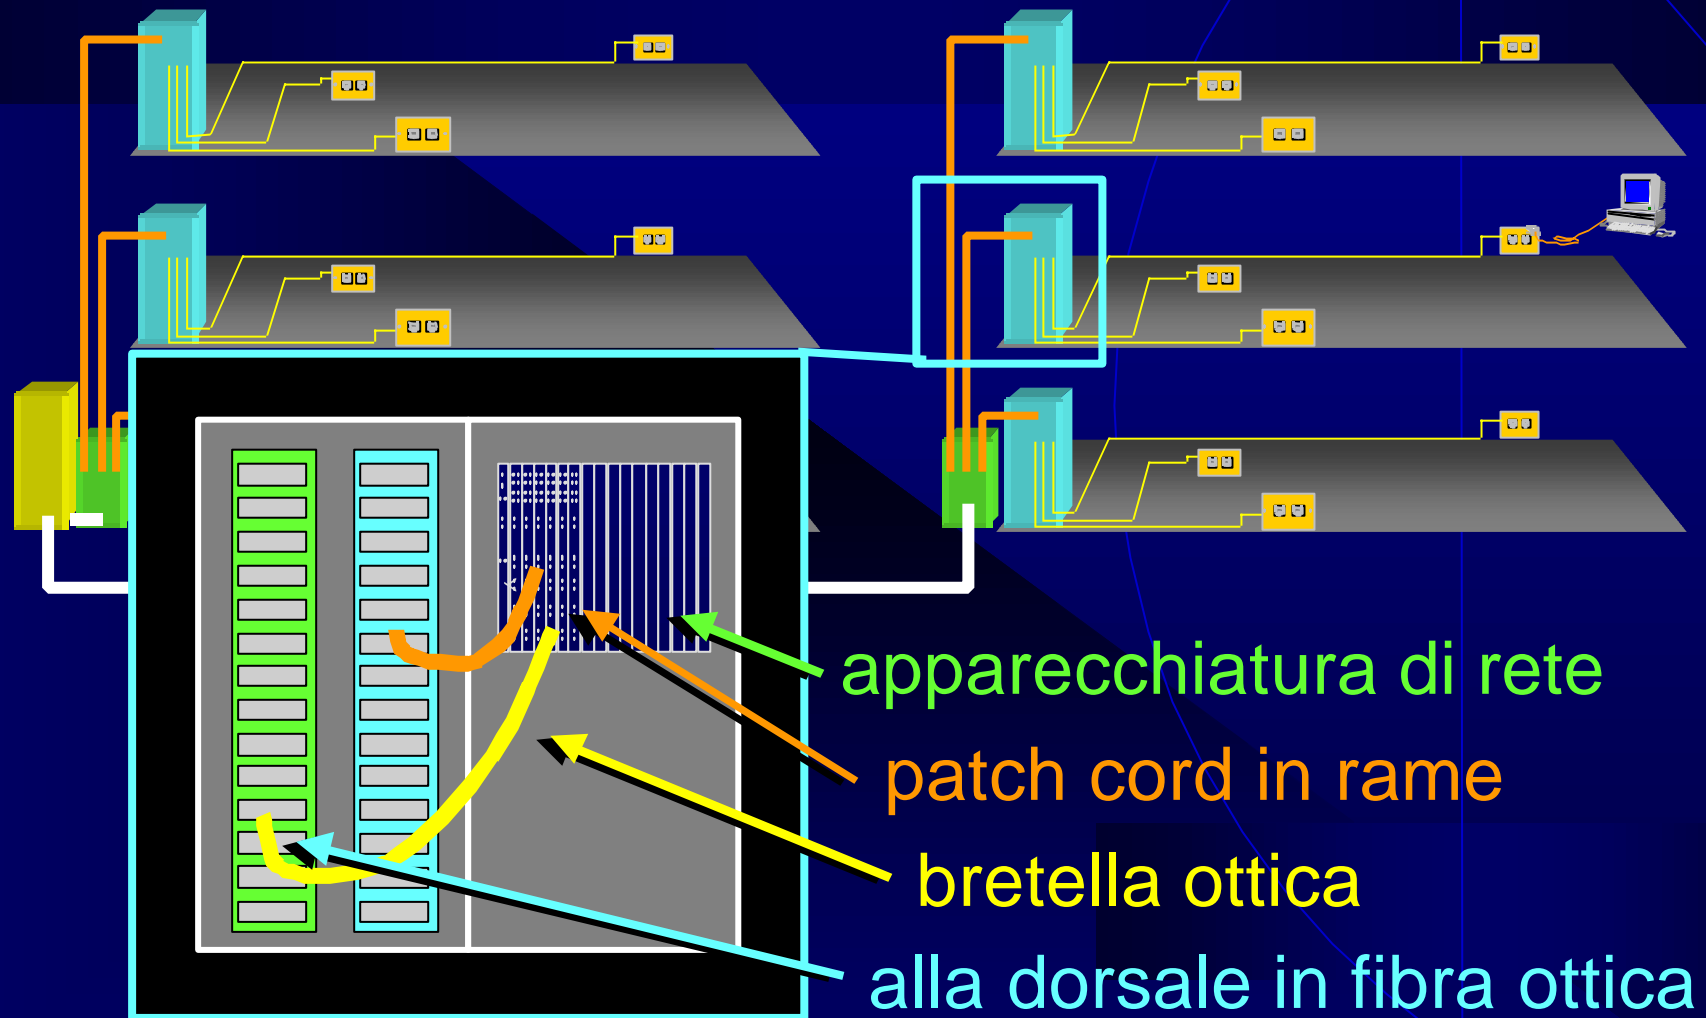 apparecchiatura di rete
patch cord in rame
bretella ottica
alla dorsale in fibra ottica